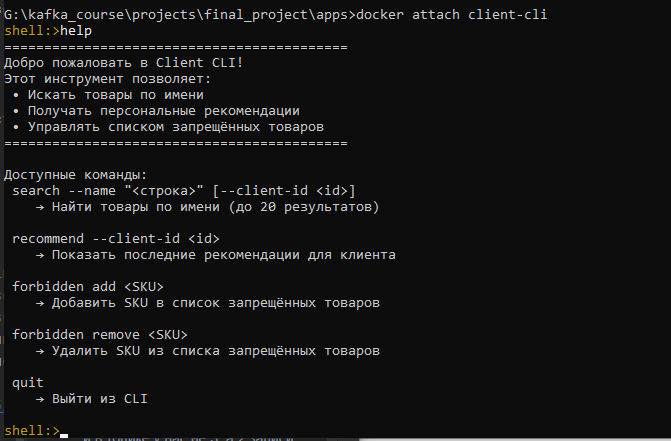 G:\kafka_course\projects\final_project\apps>docker attach client-cli
shell:>help
==========================================
Добро пожаловать в Client CLI!
Этот инструмент позволяет:
• Искать товары по имени
• Получать персональные рекомендации
• Управлять списком запрещённых товаров
==========================================
Доступные команды:
search --name "<строка>" [--client-id <id>]
→ Найти товары по имени (до 20 результатов)
recommend --client-id <id>
→ Показать последние рекомендации для клиента
forbidden add <SKU>
→ Добавить SKU в список запрещённых товаров
forbidden remove <SKU>
→ Удалить SKU из списка запрещённых товаров
quit
→ Выйти из CLI
shell:>